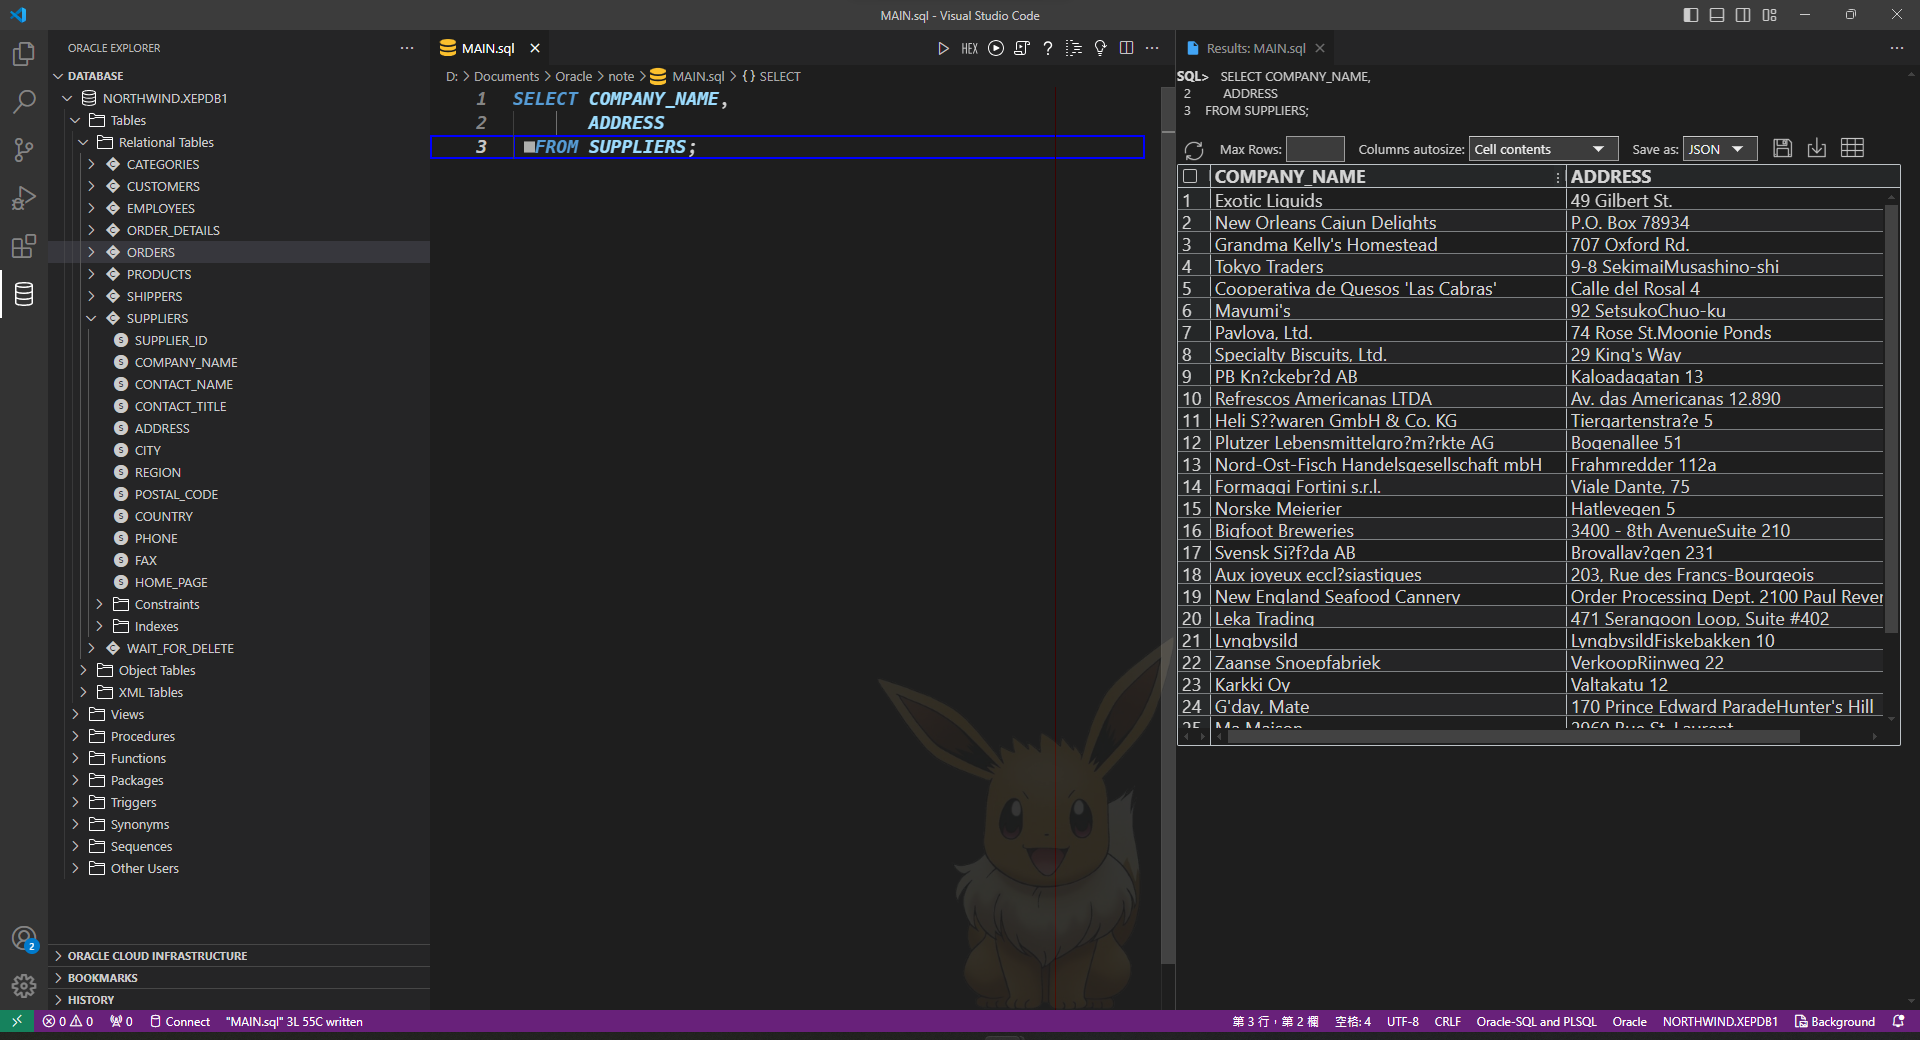 MAIN.sql - Visual Studio Code
ORACLE EXPLORER
DATABASE
NORTHWIND.XEPDB1
Tables
Relational Tables
CATEGORIES
CUSTOMERS
EMPLOYEES
ORDER_DETAILS
ORDERS
PRODUCTS
SHIPPERS
SUPPLIERS
SUPPLIER_ID
COMPANY_NAME
CONTACT_NAME
CONTACT_TITLE
ADDRESS
CITY
REGION
POSTAL_CODE
COUNTRY
PHONE
FAX
HOME_PAGE
Constraints
Indexes
WAIT_FOR_DELETE
Object Tables
XML Tables
Views
Procedures
Functions
Packages
Triggers
Synonyms
Sequences
Other Users
ORACLE CLOUD INFRASTRUCTURE
BOOKMARKS
HISTORY
2
MAIN.sql
HEX
D: > Documents > Oracle > note > MAIN.sql > {} SELECT
1 SELECT COMPANY_NAME,
2 ADDRESS
3 FROM SUPPLIERS;
Results: MAIN.sql
SQL> SELECT COMPANY_NAME,
2 ADDRESS
3 FROM SUPPLIERS;
Max Rows: Columns autosize: Cell contents Save as: JSON
COMPANY_NAME ADDRESS
1 Exotic Liquids 49 Gilbert St.
2 New Orleans Cajun Delights P.O. Box 78934
3 Grandma Kelly's Homestead 707 Oxford Rd.
4 Tokyo Traders 9-8 SekimaiMusashino-shi
5 Cooperativa de Quesos 'Las Cabras' Calle del Rosal 4
6 Mayumi's 92 SetsukoChuo-ku
7 Pavlova, Ltd. 74 Rose St.Moonie Ponds
8 Specialty Biscuits, Ltd. 29 King's Way
9 PB Kn?ckebr?d AB Kaloadagatan 13
10 Refrescos Americanas LTDA Av. das Americanas 12.890
11 Heli S??waren GmbH & Co. KG Tiergartenstra?e 5
12 Plutzer Lebensmittelgro?m?rkte AG Bogenallee 51
13 Nord-Ost-Fisch Handelsgesellschaft mbH Frahmredder 112a
14 Formaggi Fortini s.r.l. Viale Dante, 75
15 Norske Meierier Hatlevegen 5
16 Bigfoot Breweries 3400 - 8th AvenueSuite 210
17 Svensk Sj?f?da AB Brovallav?gen 231
18 Aux joyeux eccl?siastiques 203, Rue des Francs-Bourgeois
19 New England Seafood Cannery Order Processing Dept. 2100 Paul Rever
20 Leka Trading 471 Serangoon Loop, Suite #402
21 Lyngbysild LyngbysildFiskebakken 10
22 Zaanse Snoepfabriek VerkoopRijnweg 22
23 Karkki Oy Valtakatu 12
24 G'day, Mate 170 Prince Edward ParadeHunter's Hill
25 Ma Maison 2960 Rue St. Laurent
0 0 0 Connect "MAIN.sql" 3L 55C written
第 3 行，第 2 欄 空格: 4 UTF-8 CRLF Oracle-SQL and PLSQL Oracle NORTHWIND.XEPDB1 Background